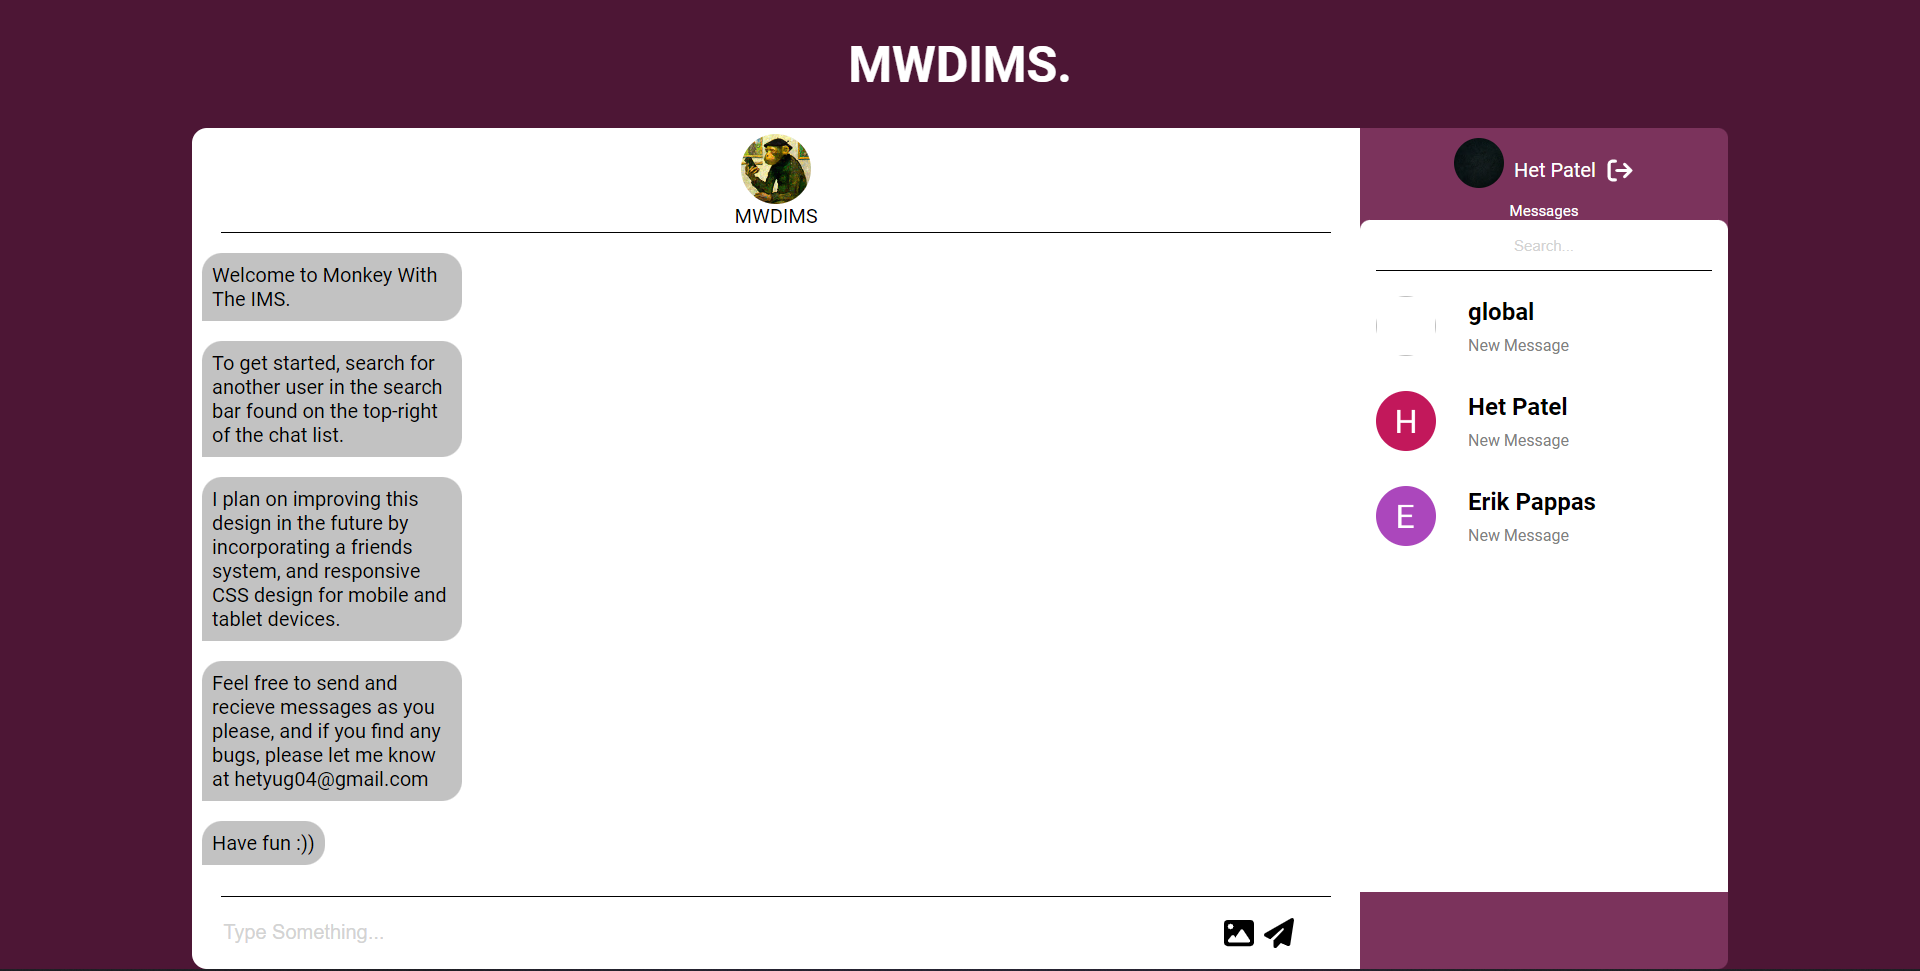 MWDIMS.
MWDIMS
Welcome to Monkey With
The IMS.
To get started, search for
another user in the search
bar found on the top-right
of the chat list.
I plan on improving this
design in the future by
incorporating a friends
system, and responsive
CSS design for mobile and
tablet devices.
Feel free to send and
recieve messages as you
please, and if you find any
bugs, please let me know
at hetyug04@gmail.com
Have fun :))
Type Something...
Het Patel
Messages
Search...
global
New Message
H
Het Patel
New Message
E
Erik Pappas
New Message